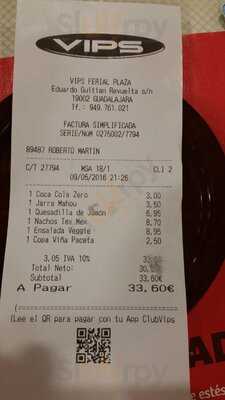 VIPS
VIPS FERIAL PLAZA
Eduardo Guitian Revuelta s/n
19002 GUADALAJARA
Tf.: 949.761.021
FACTURA SIMPLIFICADA
SERIE/NUM 0275002/7794
89487 ROBERTO MARTIN
C/T 27794 MSA 18/1 CLI 2
09/05/2016 21:26
1 Coca Cola Zero 3,00
1 Jarra Mahou 3,50
1 Quesadilla de Jamón 6,95
1 Nachos Tex Mex 8,70
1 Ensalada Veggie 8,95
1 Copa Viña Paceta 2,50
3,05 IVA 10%
Total Neto:
Subtotal 33,60€
A Pagar 33,60€
(Lee el QR para pagar con tu App ClubVips